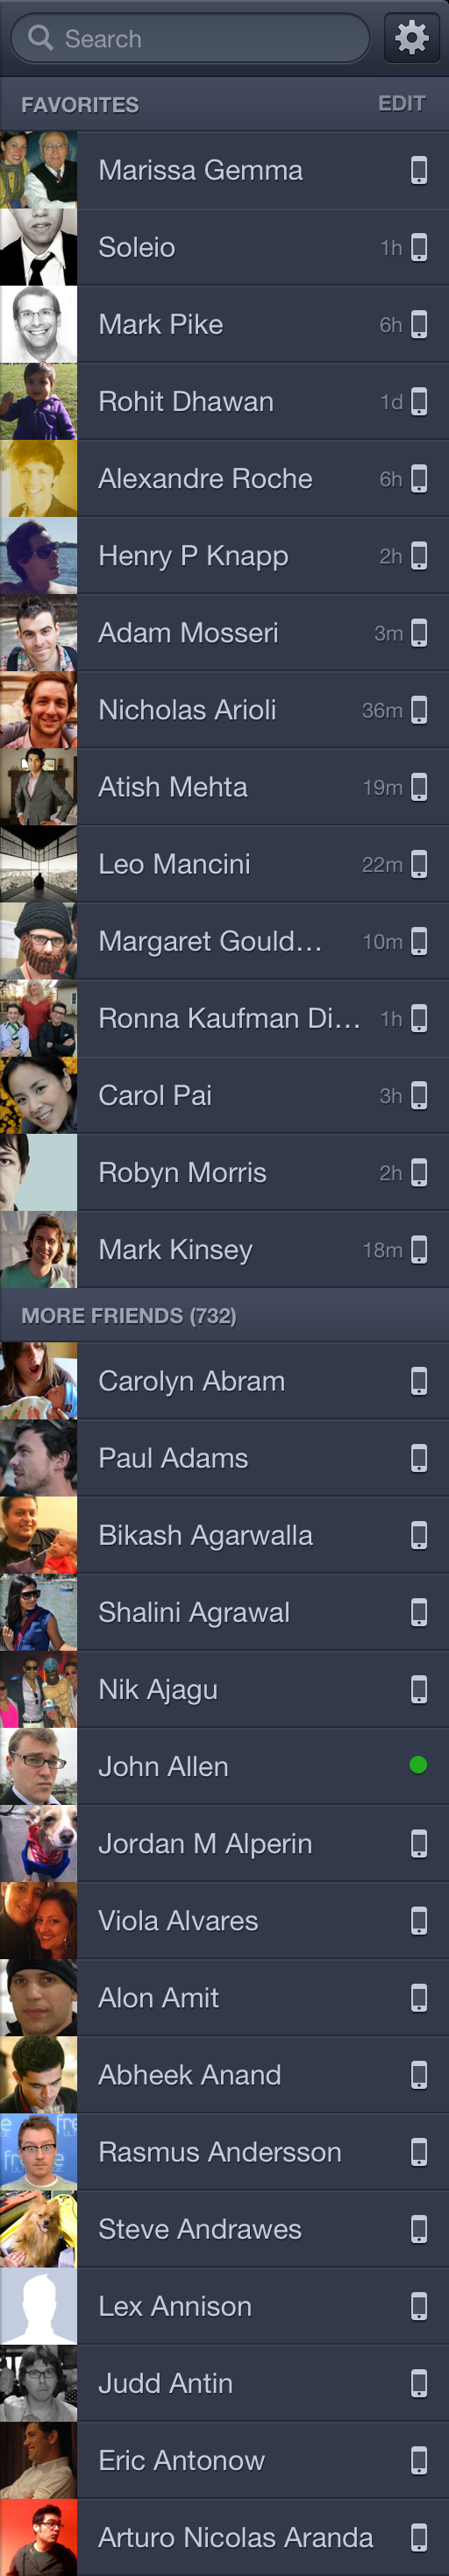 Search
FAVORITES EDIT
Marissa Gemma
Soleio 1h
Mark Pike 6h
Rohit Dhawan 1d
Alexandre Roche 6h
Henry P Knapp 2h
Adam Mosseri 3m
Nicholas Arioli 36m
Atish Mehta 19m
Leo Mancini 22m
Margaret Gould... 10m
Ronna Kaufman Di... 1h
Carol Pai 3h
Robyn Morris 2h
Mark Kinsey 18m
MORE FRIENDS (732)
Carolyn Abram
Paul Adams
Bikash Agarwalla
Shalini Agrawal
Nik Ajagu
John Allen
Jordan M Alperin
Viola Alvares
Alon Amit
Abheek Anand
Rasmus Andersson
Steve Andrawes
Lex Annison
Judd Antin
Eric Antonow
Arturo Nicolas Aranda